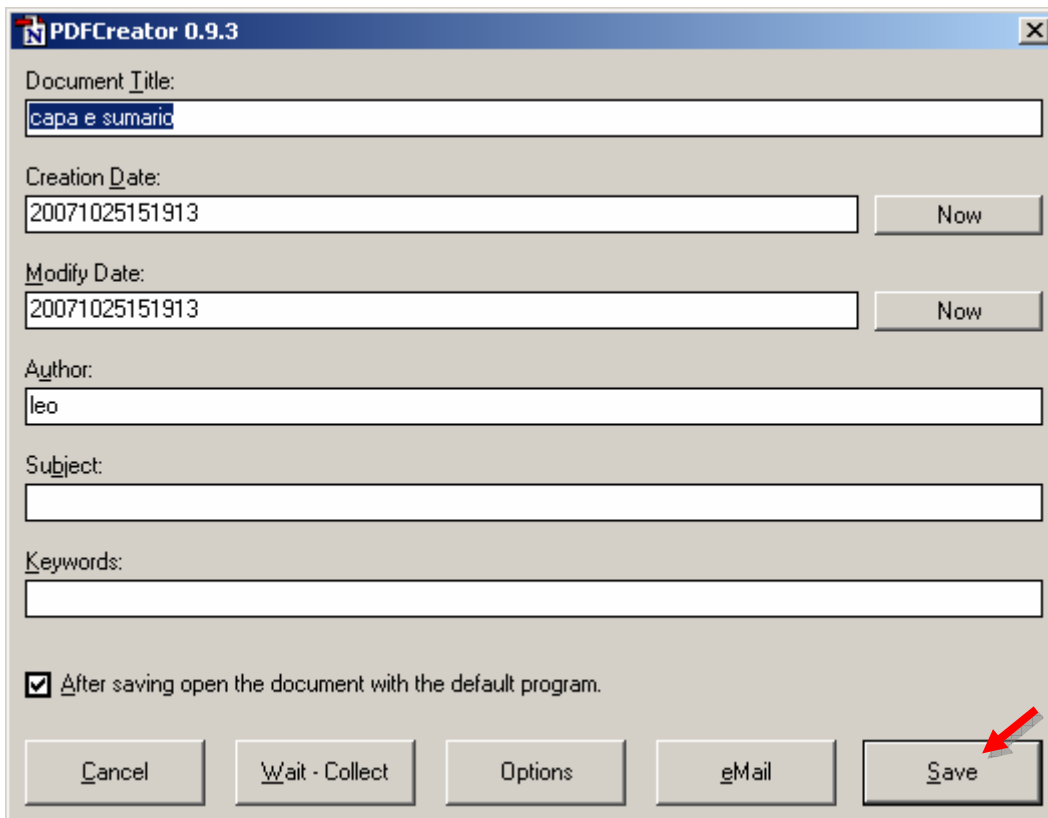 PDFCreator 0.9.3
Document Title:
capa e sumario
Creation Date:
20071025151913
Now
Modify Date:
20071025151913
Now
Author:
leo
Subject:
Keywords:
After saving open the document with the default program.
Cancel Wait - Collect Options eMail Save